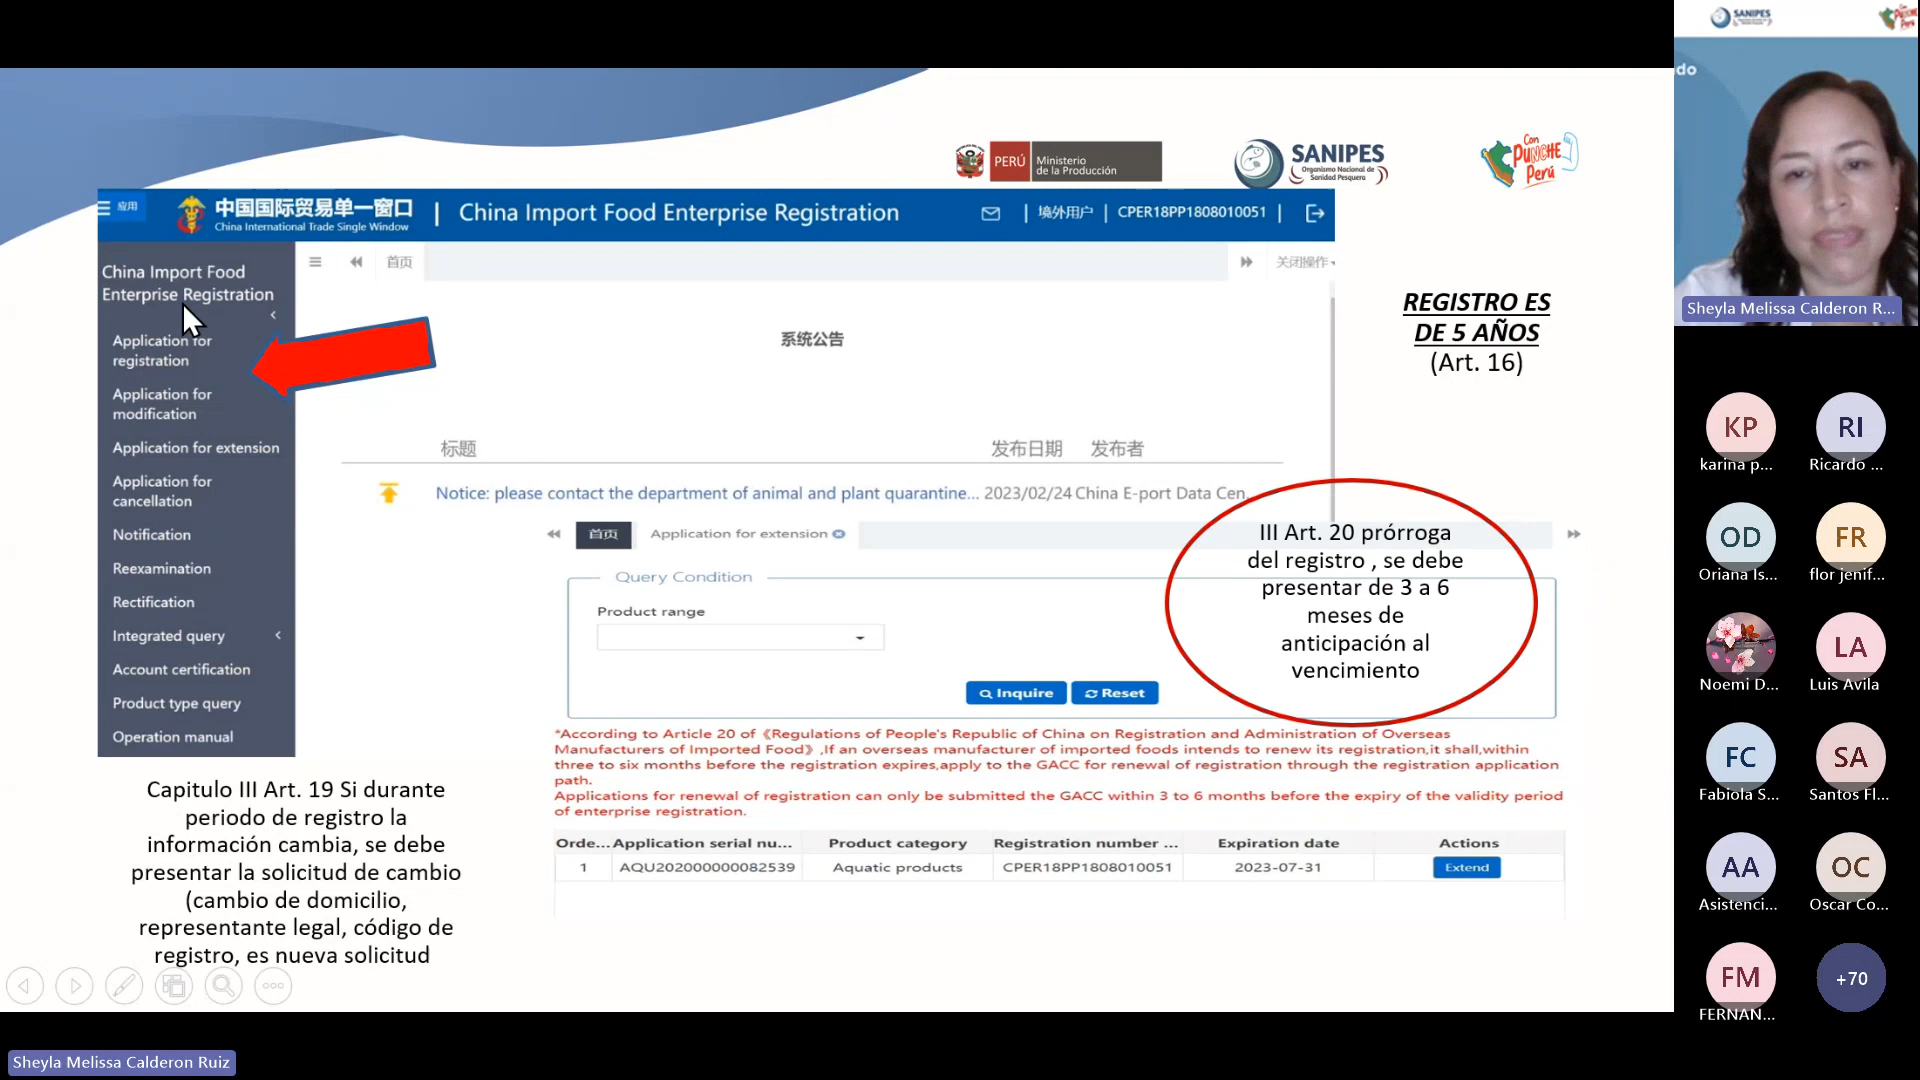 SANIPES
do
PERÚ
Ministerio
de la Producción
SANIPES
Organismo Nacional de
Sanidad Pesquera
Con
PUNCHE
Perú
应用
中国国际贸易单一窗口
China International Trade Single Window
China Import Food Enterprise Registration
境外用户
CPER18PP1808010051
China Import Food
Enterprise Registration
首页
关闭操作
Application for
registration
Application for
modification
Application for extension
Application for
cancellation
Notification
Reexamination
Rectification
Integrated query
Account certification
Product type query
Operation manual
系统公告
标题 发布日期 发布者
Notice: please contact the department of animal and plant quarantine... 2023/02/24 China E-port Data Cen...
REGISTRO ES
DE 5 AÑOS
(Art. 16)
首页 Application for extension
Query Condition
Product range
Inquire Reset
III Art. 20 prórroga
del registro , se debe
presentar de 3 a 6
meses de
anticipación al
vencimiento
*According to Article 20 of 《Regulations of People's Republic of China on Registration and Administration of Overseas
Manufacturers of Imported Food》,If an overseas manufacturer of imported foods intends to renew its registration,it shall,within
three to six months before the registration expires,apply to the GACC for renewal of registration through the registration application
path.
Applications for renewal of registration can only be submitted the GACC within 3 to 6 months before the expiry of the validity period
of enterprise registration.
Orde... Application serial nu... Product category Registration number ... Expiration date Actions
1 AQU202000000082539 Aquatic products CPER18PP1808010051 2023-07-31 Extend
Capitulo III Art. 19 Si durante
periodo de registro la
información cambia, se debe
presentar la solicitud de cambio
(cambio de domicilio,
representante legal, código de
registro, es nueva solicitud
Sheyla Melissa Calderon R...
KP
karina p...
RI
Ricardo ...
OD
Oriana Is...
FR
flor jenif...
Noemi D...
LA
Luis Avila
FC
Fabiola S...
SA
Santos Fl...
AA
Asistenci...
OC
Oscar Co...
FM
FERNAN...
+70
Sheyla Melissa Calderon Ruiz